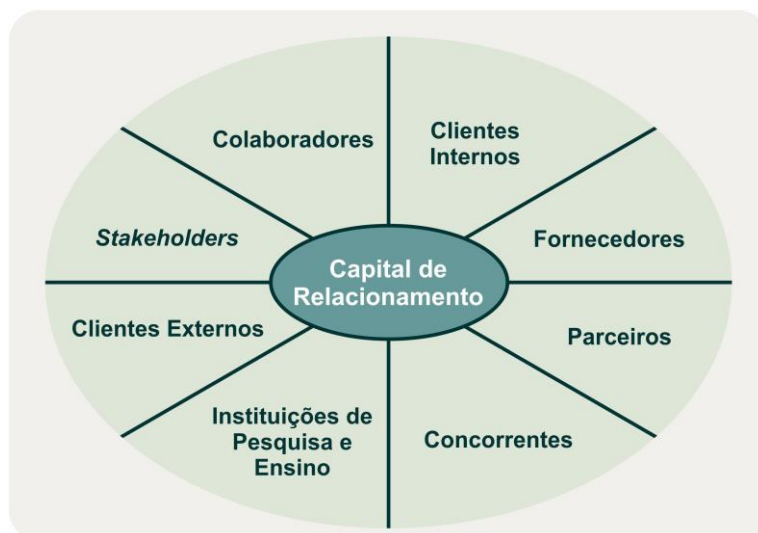 Colaboradores
Clientes
Internos
Stakeholders
Fornecedores
Capital de
Relacionamento
Clientes Externos
Parceiros
Instituições de
Pesquisa e
Ensino
Concorrentes